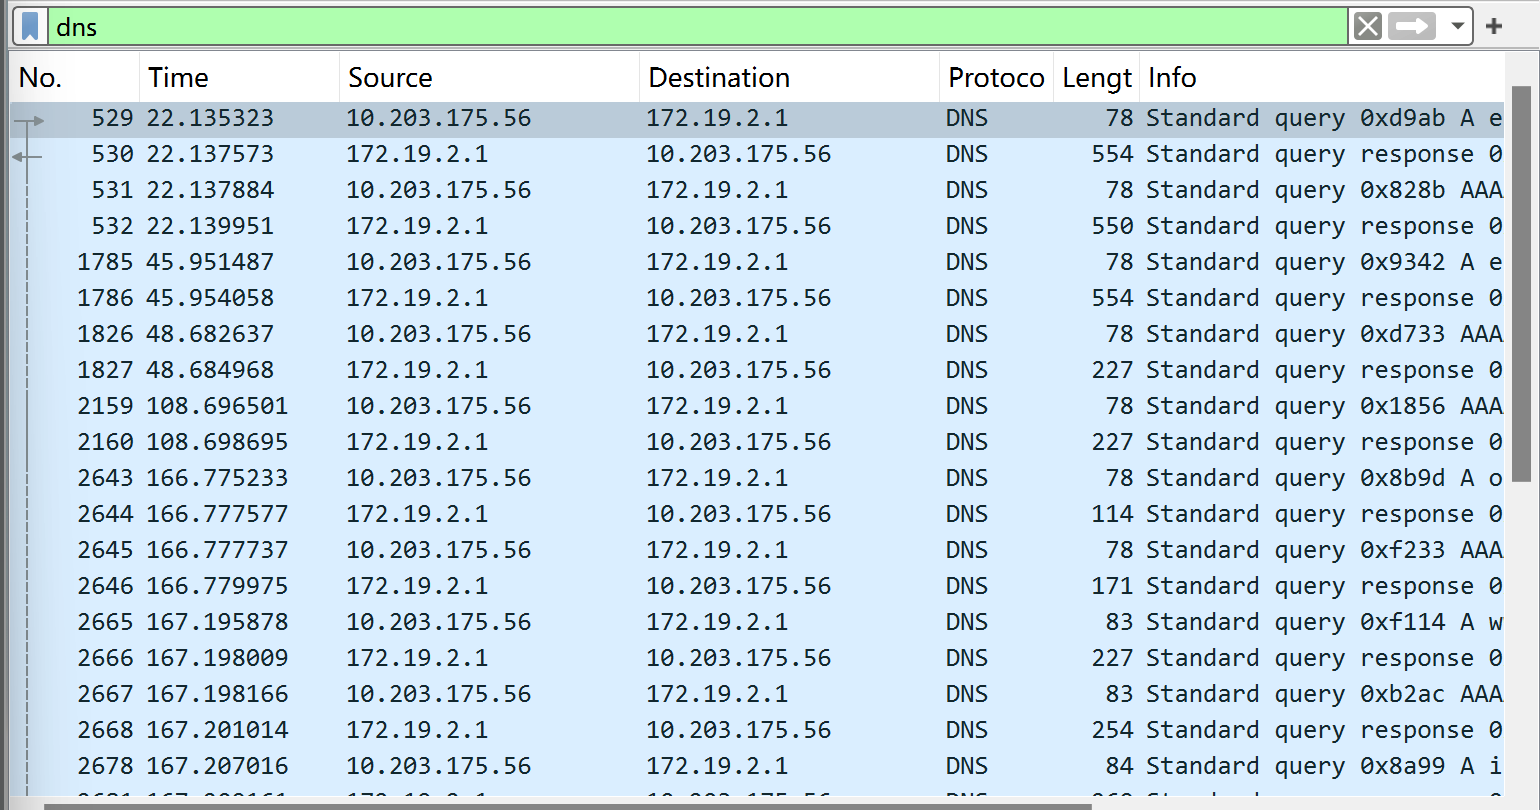 dns
No. Time Source Destination Protoco Lengt Info
529 22.135323 10.203.175.56 172.19.2.1 DNS 78 Standard query 0xd9ab A e
530 22.137573 172.19.2.1 10.203.175.56 DNS 554 Standard query response 0
531 22.137884 10.203.175.56 172.19.2.1 DNS 78 Standard query 0x828b AAA
532 22.139951 172.19.2.1 10.203.175.56 DNS 550 Standard query response 0
1785 45.951487 10.203.175.56 172.19.2.1 DNS 78 Standard query 0x9342 A e
1786 45.954058 172.19.2.1 10.203.175.56 DNS 554 Standard query response 0
1826 48.682637 10.203.175.56 172.19.2.1 DNS 78 Standard query 0xd733 AAA
1827 48.684968 172.19.2.1 10.203.175.56 DNS 227 Standard query response 0
2159 108.696501 10.203.175.56 172.19.2.1 DNS 78 Standard query 0x1856 AAA
2160 108.698695 172.19.2.1 10.203.175.56 DNS 227 Standard query response 0
2643 166.775233 10.203.175.56 172.19.2.1 DNS 78 Standard query 0x8b9d A o
2644 166.777577 172.19.2.1 10.203.175.56 DNS 114 Standard query response 0
2645 166.777737 10.203.175.56 172.19.2.1 DNS 78 Standard query 0xf233 AAA
2646 166.779975 172.19.2.1 10.203.175.56 DNS 171 Standard query response 0
2665 167.195878 10.203.175.56 172.19.2.1 DNS 83 Standard query 0xf114 A w
2666 167.198009 172.19.2.1 10.203.175.56 DNS 227 Standard query response 0
2667 167.198166 10.203.175.56 172.19.2.1 DNS 83 Standard query 0xb2ac AAA
2668 167.201014 172.19.2.1 10.203.175.56 DNS 254 Standard query response 0
2678 167.207016 10.203.175.56 172.19.2.1 DNS 84 Standard query 0x8a99 A i